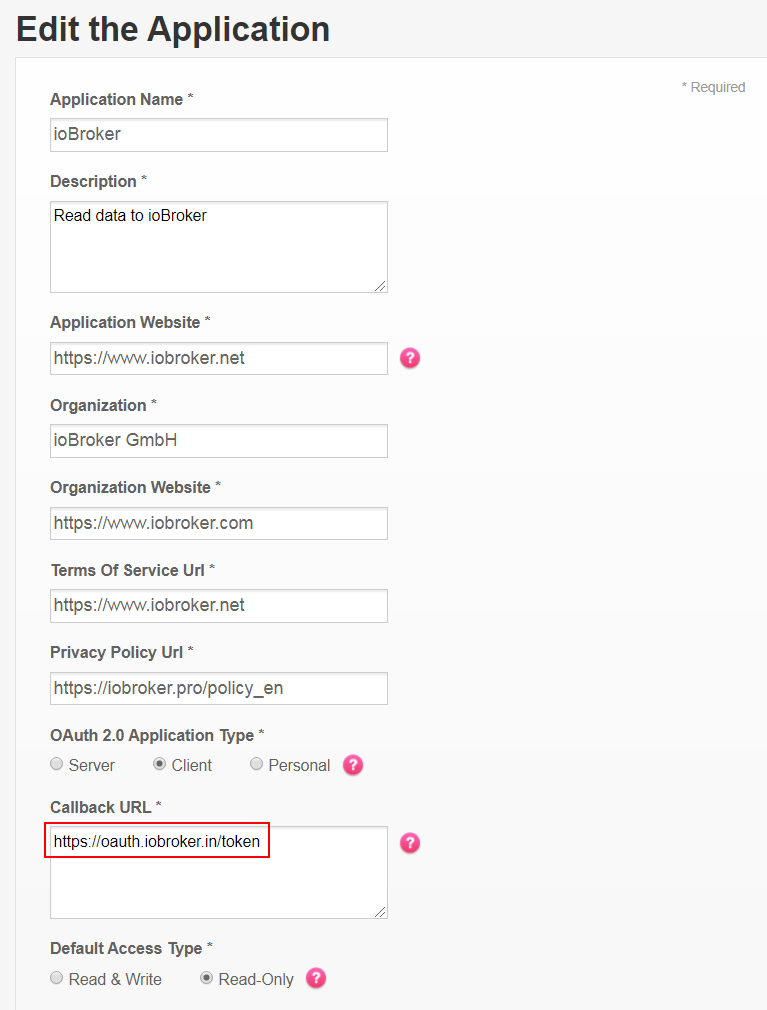 Edit the Application
* Required
Application Name *
ioBroker
Description *
Read data to ioBroker
Application Website *
https://www.iobroker.net
?
Organization *
ioBroker GmbH
Organization Website *
https://www.iobroker.com
Terms Of Service Url *
https://www.iobroker.net
Privacy Policy Url *
https://iobroker.pro/policy_en
OAuth 2.0 Application Type *
Server Client Personal ?
Callback URL *
https://oauth.iobroker.in/token
?
Default Access Type *
Read & Write Read-Only ?